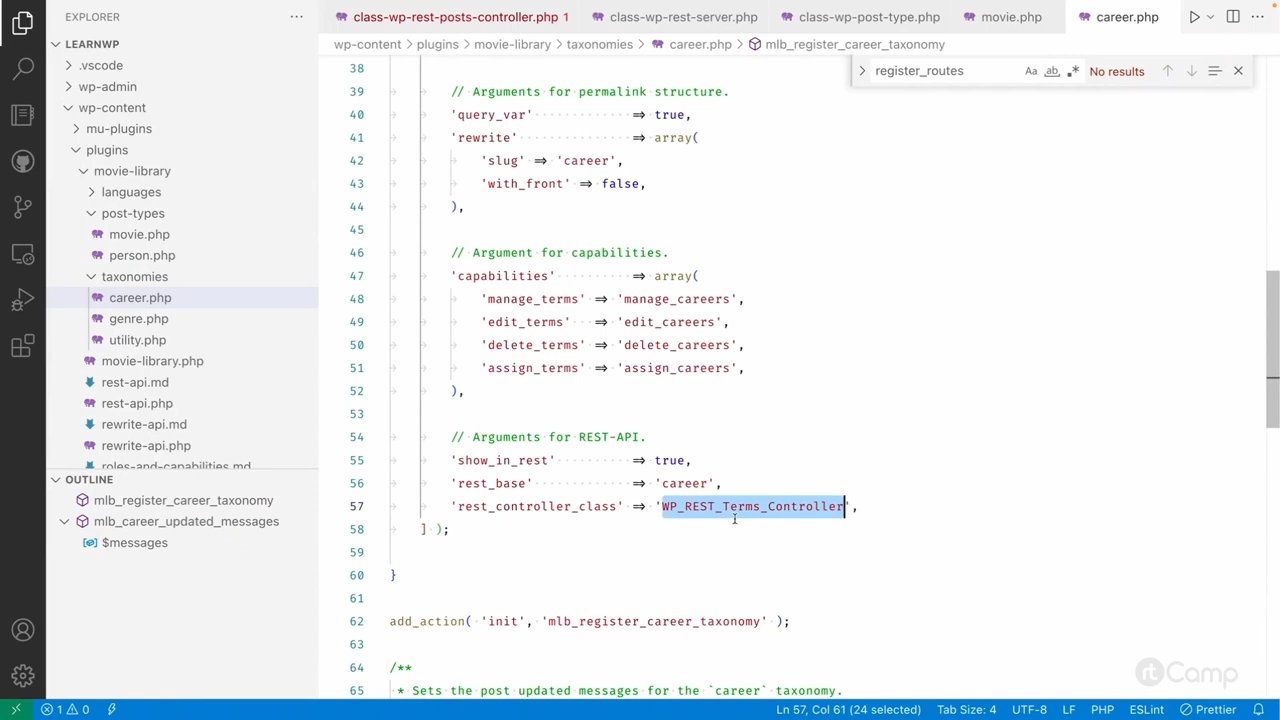 EXPLORER
LEARNWP
.vscode
wp-admin
wp-content
mu-plugins
plugins
movie-library
languages
post-types
movie.php
person.php
taxonomies
career.php
genre.php
utility.php
movie-library.php
rest-api.md
rest-api.php
rewrite-api.md
rewrite-api.php
roles-and-capabilities.md
OUTLINE
mlb_register_career_taxonomy
mlb_career_updated_messages
$messages
class-wp-rest-posts-controller.php 1
class-wp-rest-server.php
class-wp-post-type.php
movie.php
career.php
wp-content > plugins > movie-library > taxonomies > career.php > mlb_register_career_taxonomy
register_routes Aa ab .* No results
38
39 // Arguments for permalink structure.
40 'query_var' => true,
41 'rewrite' => array(
42 'slug' => 'career',
43 'with_front' => false,
44 ),
45
46 // Argument for capabilities.
47 'capabilities' => array(
48 'manage_terms' => 'manage_careers',
49 'edit_terms' => 'edit_careers',
50 'delete_terms' => 'delete_careers',
51 'assign_terms' => 'assign_careers',
52 ),
53
54 // Arguments for REST-API.
55 'show_in_rest' => true,
56 'rest_base' => 'career',
57 'rest_controller_class' => 'WP_REST_Terms_Controller',
58 ] );
59
60 }
61
62 add_action( 'init', 'mlb_register_career_taxonomy' );
63
64 /**
65 * Sets the post updated messages for the `career` taxonomy.
rtCamp
1 0
Ln 57, Col 61 (24 selected) Tab Size: 4 UTF-8 LF PHP ESLint Prettier